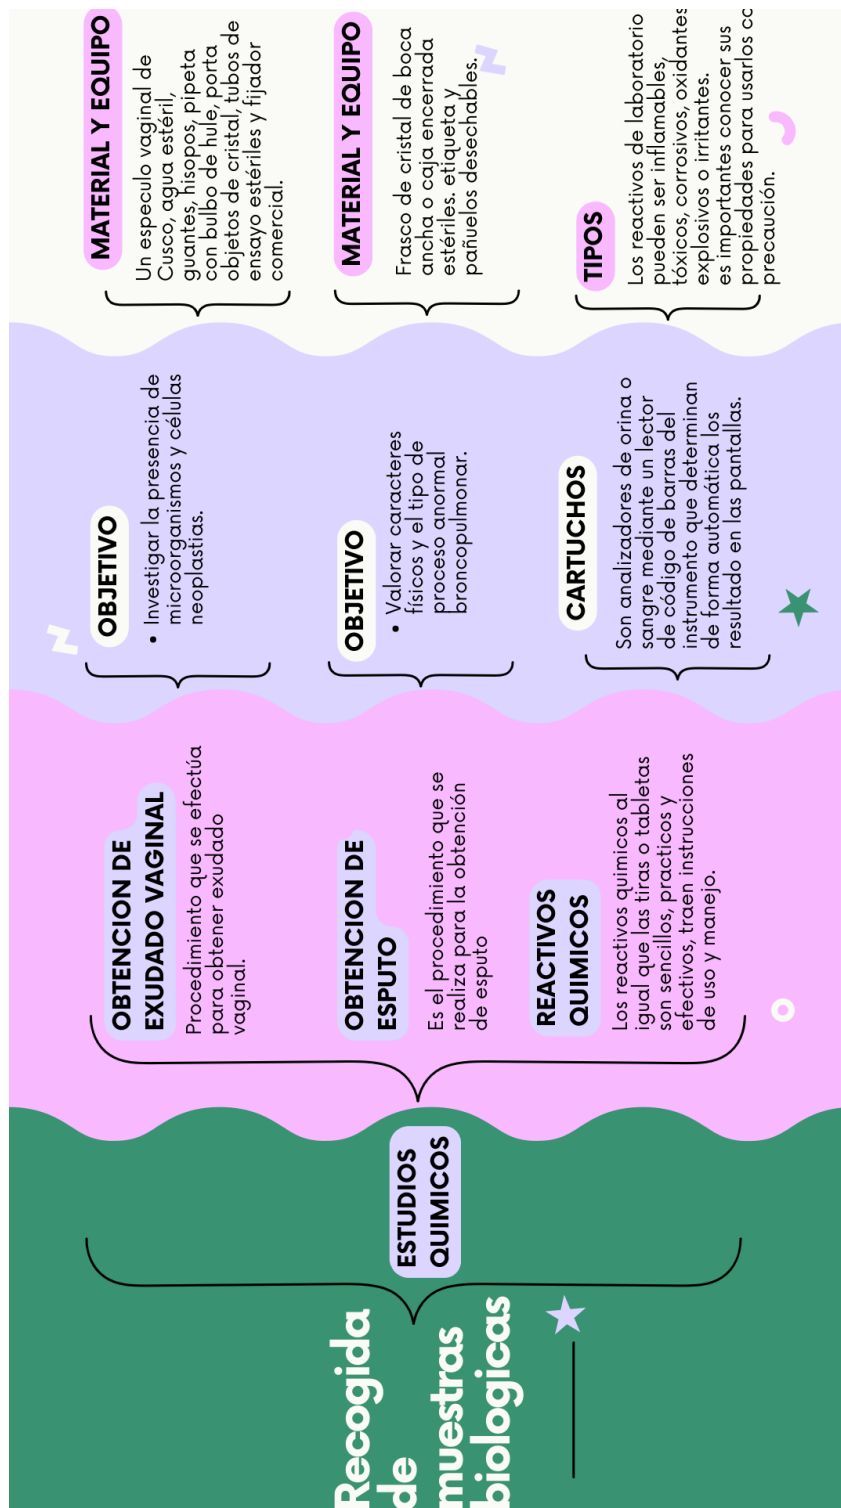 Recogida
de
muestras
biologicas
ESTUDIOS
QUIMICOS
OBTENCION DE
EXUDADO VAGINAL
Procedimiento que se efectúa
para obtener exudado
vaginal.
OBJETIVO
• Investigar la presencia de
microorganismos y células
neoplastias.
MATERIAL Y EQUIPO
Un especulo vaginal de
Cusco, agua estéril,
guantes, hisopos, pipeta
con bulbo de hule, porta
objetos de cristal, tubos de
ensayo estériles y fijador
comercial.
OBTENCION DE
ESPUTO
Es el procedimiento que se
realiza para la obtención
de esputo
OBJETIVO
• Valorar caracteres
físicos y el tipo de
proceso anormal
broncopulmonar.
MATERIAL Y EQUIPO
Frasco de cristal de boca
ancha o caja encerrada
estériles. etiqueta y
pañuelos desechables.
REACTIVOS
QUIMICOS
Los reactivos quimicos al
igual que las tiras o tabletas
son sencillos, practicos y
efectivos, traen instrucciones
de uso y manejo.
CARTUCHOS
Son analizadores de orina o
sangre mediante un lector
de código de barras del
instrumento que determinan
de forma automática los
resultado en las pantallas.
TIPOS
Los reactivos de laboratorio
pueden ser inflamables,
tóxicos, corrosivos, oxidantes
explosivos o irritantes.
es importantes conocer sus
propiedades para usarlos
precaución.